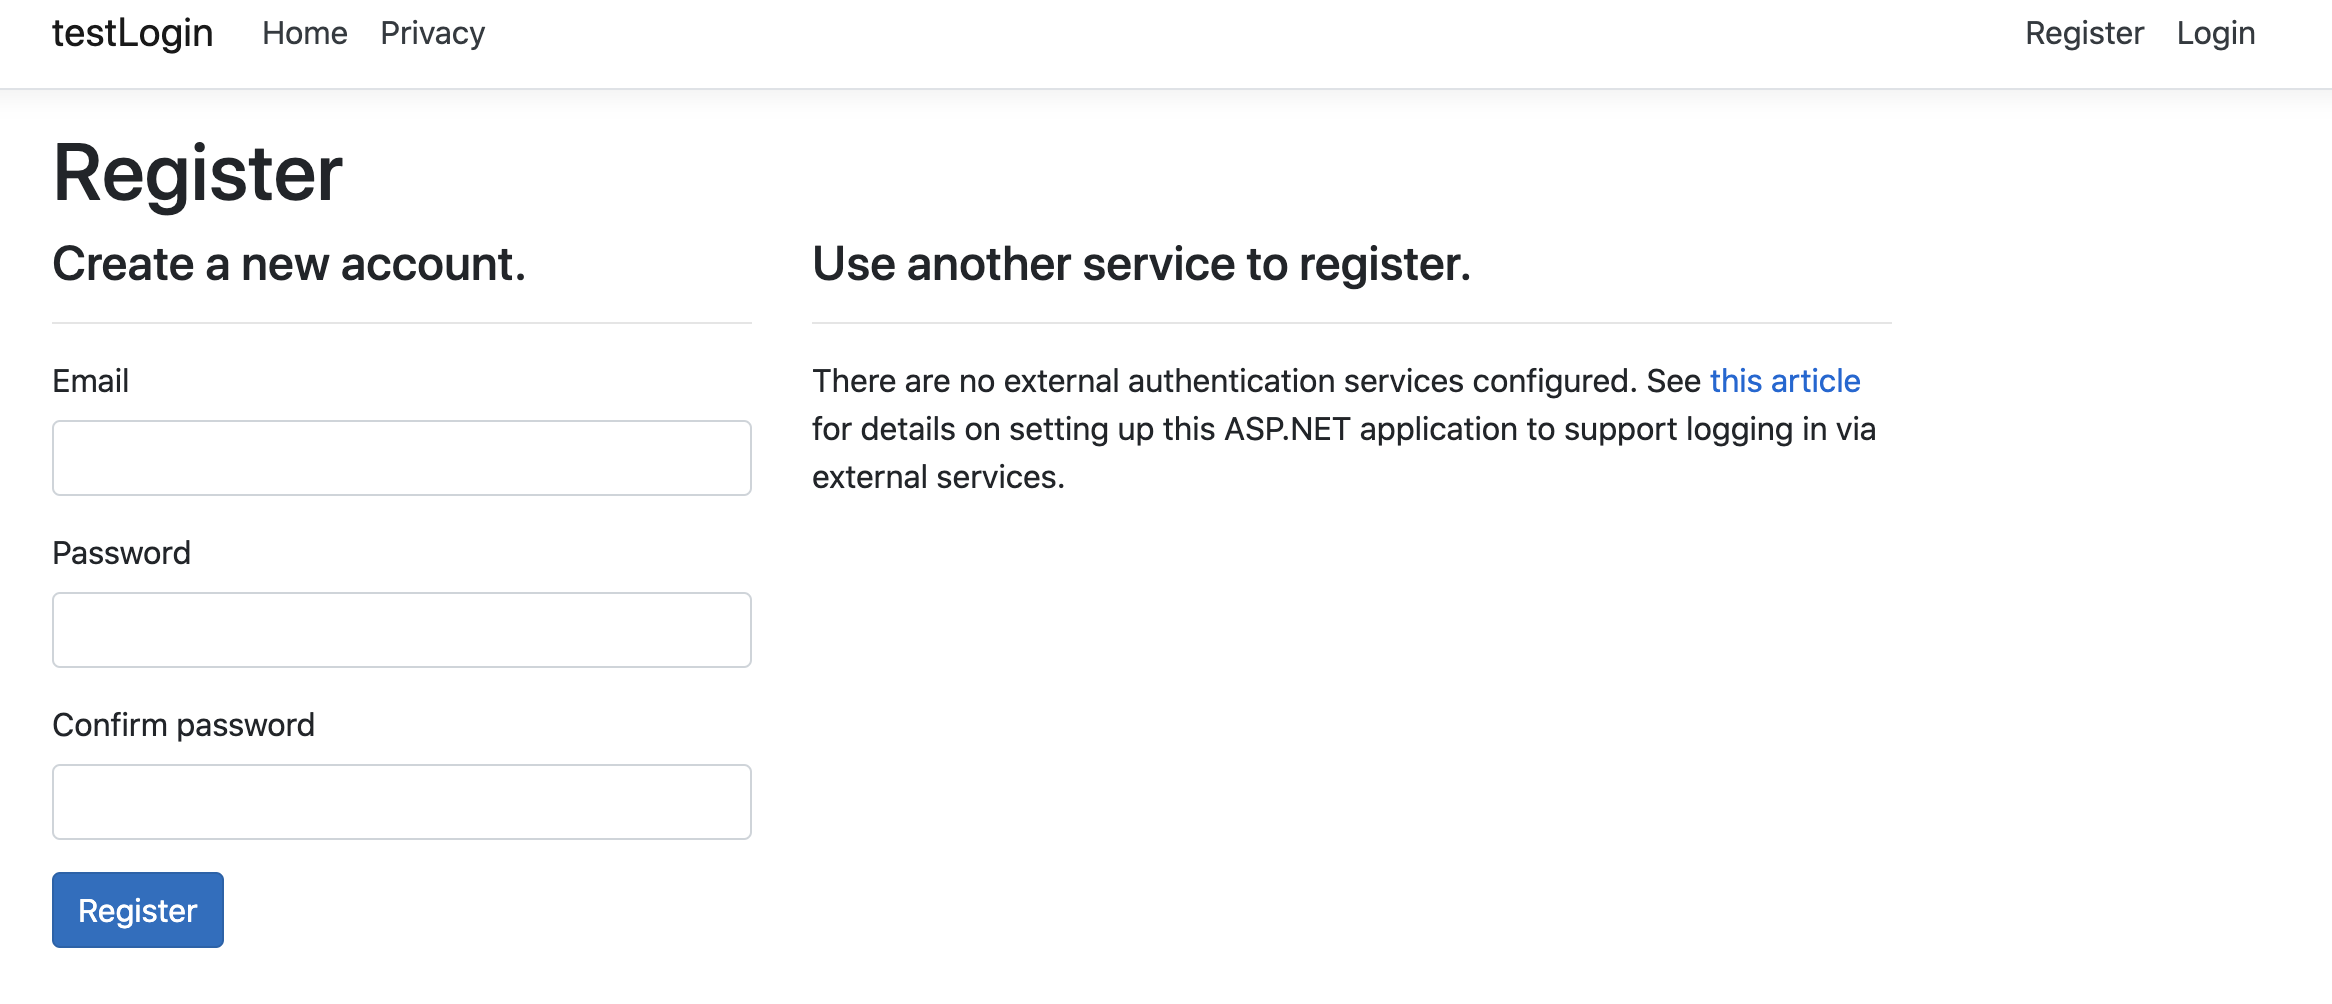 testLogin Home Privacy Register Login
Register
Create a new account.
Email
Password
Confirm password
Register
Use another service to register.
There are no external authentication services configured. See this article
for details on setting up this ASP.NET application to support logging in via
external services.